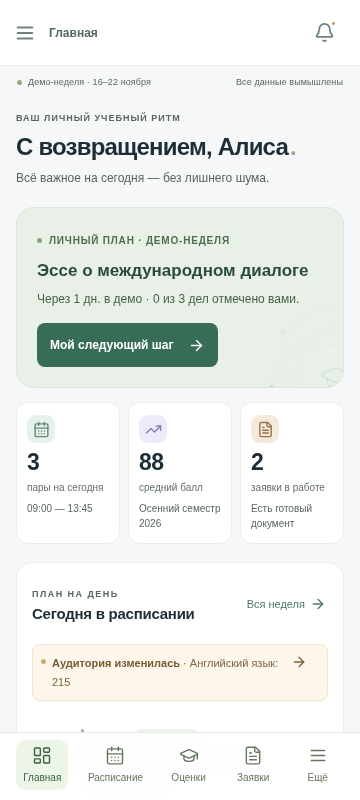 Главная
Демо-неделя · 16–22 ноября
Все данные вымышлены
ВАШ ЛИЧНЫЙ УЧЕБНЫЙ РИТМ
С возвращением, Алиса.
Всё важное на сегодня — без лишнего шума.
ЛИЧНЫЙ ПЛАН · ДЕМО-НЕДЕЛЯ
Эссе о международном диалоге
Через 1 дн. в демо · 0 из 3 дел отмечено вами.
Мой следующий шаг
3
пары на сегодня
09:00 — 13:45
88
средний балл
Осенний семестр
2026
2
заявки в работе
Есть готовый
документ
ПЛАН НА ДЕНЬ
Сегодня в расписании
Вся неделя
Аудитория изменилась · Английский язык:
215
Главная
Расписание
Оценки
Заявки
Ещё